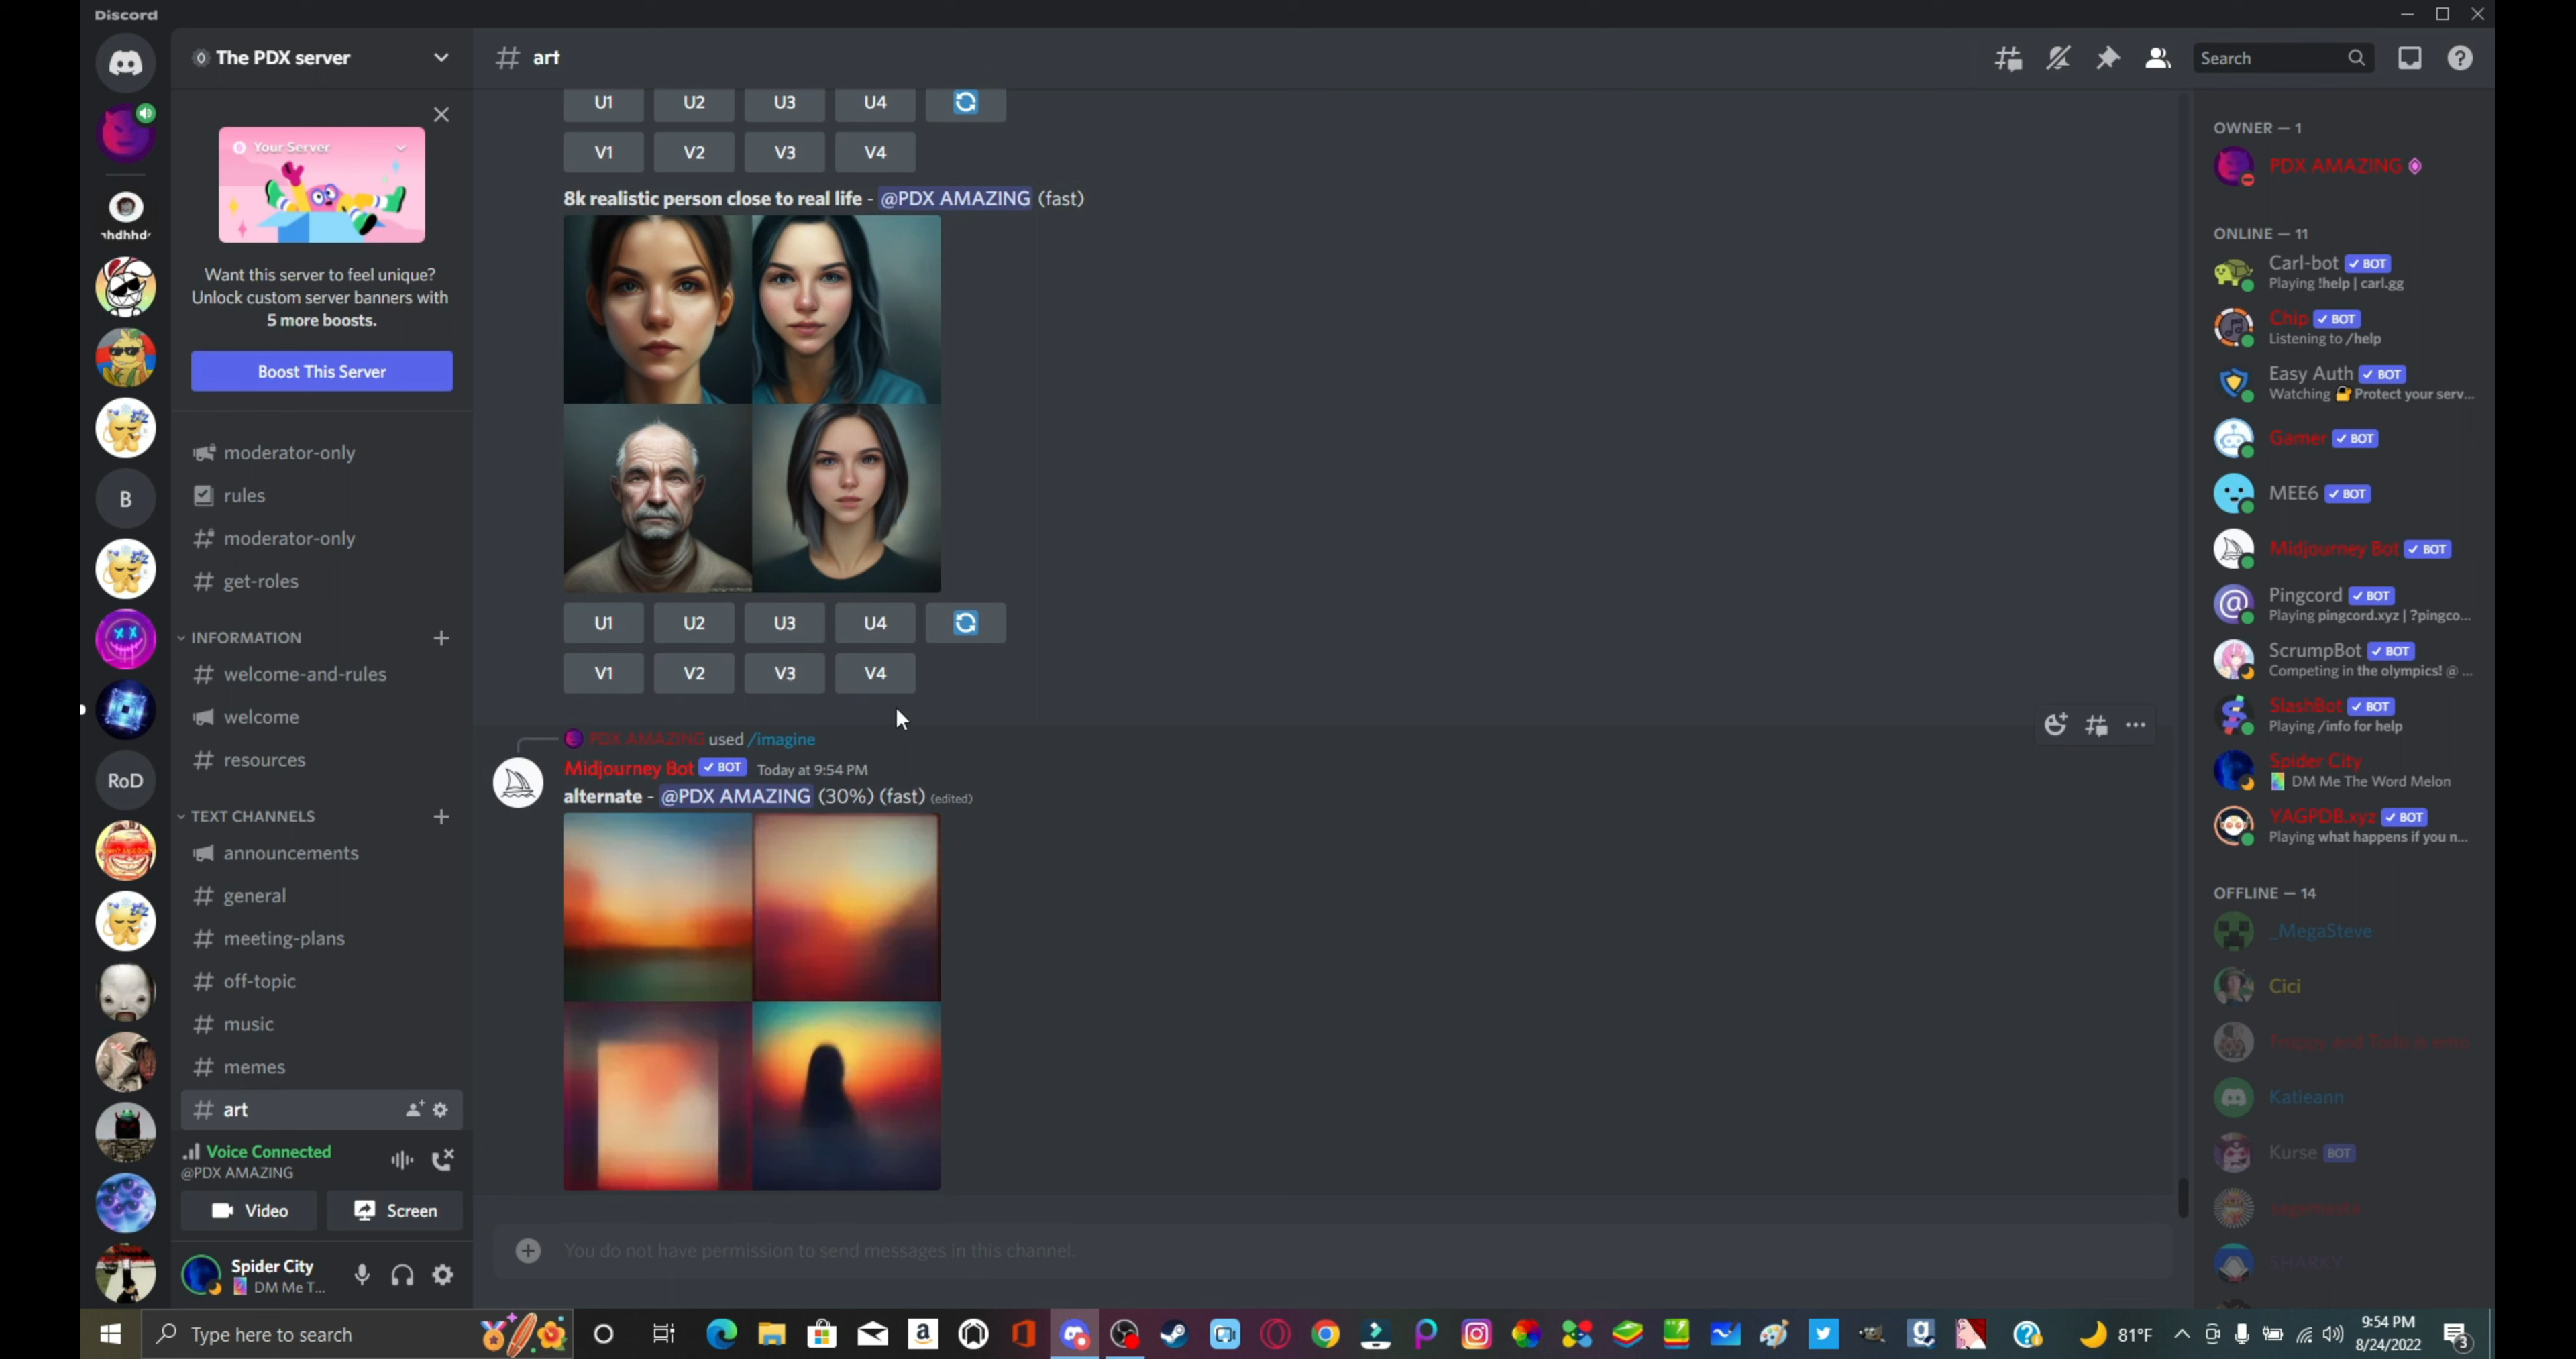 Discord
The PDX server
Your Server
Want this server to feel unique?
Unlock custom server banners with
5 more boosts.
Boost This Server
moderator-only
rules
moderator-only
get-roles
INFORMATION
welcome-and-rules
welcome
resources
TEXT CHANNELS
announcements
general
meeting-plans
off-topic
music
memes
art
Voice Connected
@PDX AMAZING
Video Screen
Spider City
DM Me T...
B
RoD
# art
Search
U1 U2 U3 U4
V1 V2 V3 V4
8k realistic person close to real life - @PDX AMAZING (fast)
U1 U2 U3 U4
V1 V2 V3 V4
PDX AMAZING used /imagine
Midjourney Bot ✓ BOT Today at 9:54 PM
alternate - @PDX AMAZING (30%) (fast) (edited)
You do not have permission to send messages in this channel.
OWNER — 1
PDX AMAZING
ONLINE — 11
Carl-bot ✓ BOT
Playing !help | carl.gg
Chip ✓ BOT
Listening to /help
Easy Auth ✓ BOT
Watching 🔐 Protect your serv...
Gamer ✓ BOT
MEE6 ✓ BOT
Midjourney Bot ✓ BOT
Pingcord ✓ BOT
Playing pingcord.xyz | ?pingco...
ScrumpBot ✓ BOT
Competing in the olympics! @ ...
SlashBot ✓ BOT
Playing /info for help
Spider City
DM Me The Word Melon
YAGPDB.xyz ✓ BOT
Playing what happens if you n...
OFFLINE — 14
_MegaSteve
Cici
Katieann
Kurse BOT
SHARKY
Type here to search
81°F
9:54 PM
8/24/2022
3